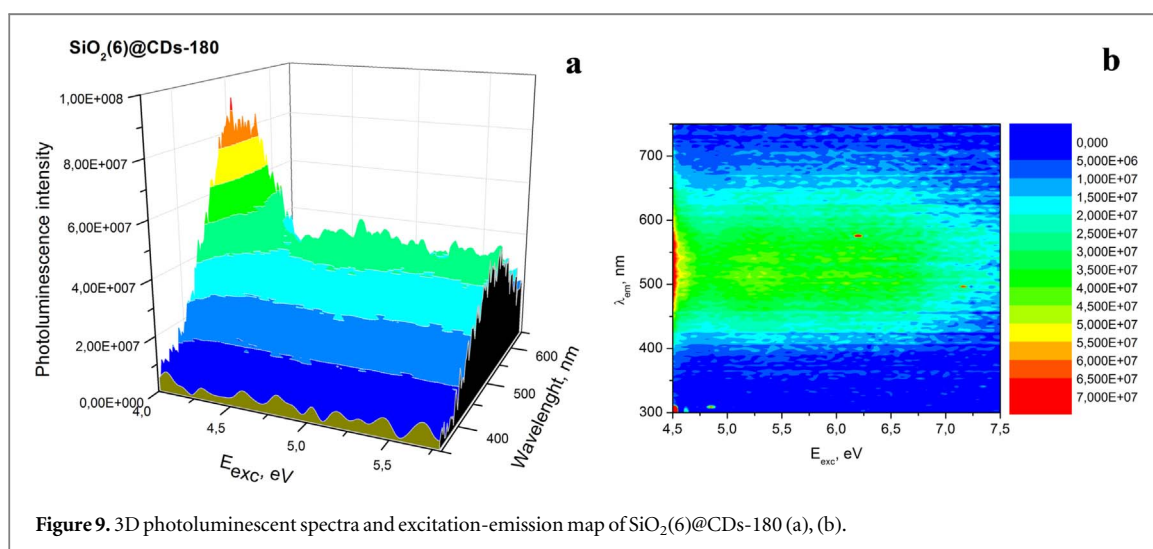 SiO₂(6)@CDs-180
a
b
Photoluminescence intensity
1,00E+008
8,00E+007
6,00E+007
4,00E+007
2,00E+007
0,00E+000
4,0
4,5
5,0
5,5
E_exc, eV
400
500
600
Wavelenght, nm
λ_em, nm
700
600
500
400
300
4,5 5,0 5,5 6,0 6,5 7,0 7,5
E_exc, eV
0,000
5,000E+06
1,000E+07
1,500E+07
2,000E+07
2,500E+07
3,000E+07
3,500E+07
4,000E+07
4,500E+07
5,000E+07
5,500E+07
6,000E+07
6,500E+07
7,000E+07
Figure 9. 3D photoluminescent spectra and excitation-emission map of SiO₂(6)@CDs-180 (a), (b).